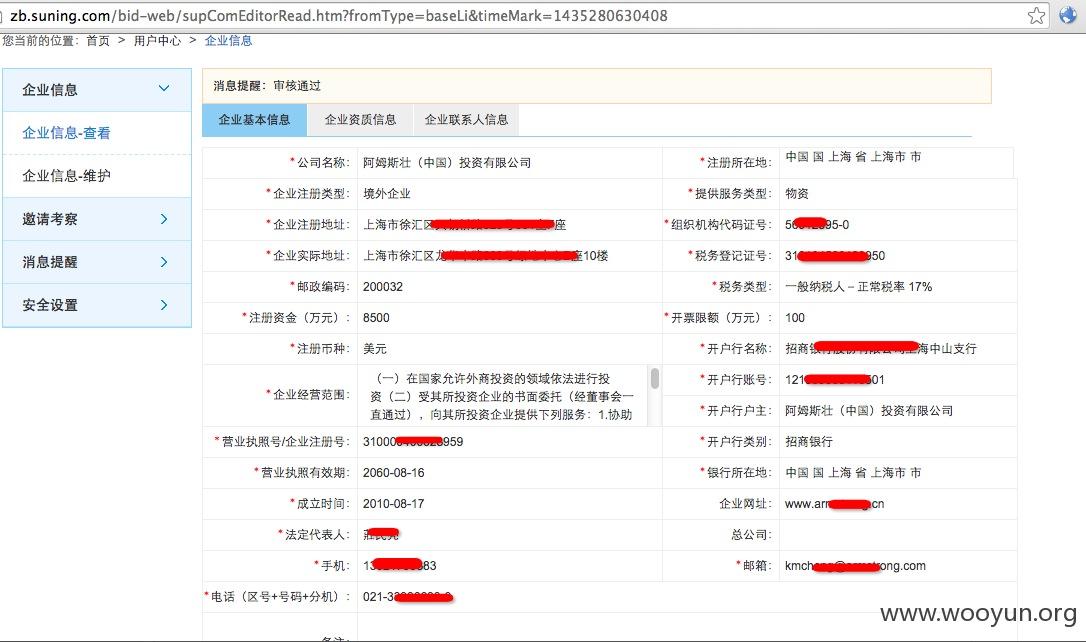 zb.suning.com/bid-web/supComEditorRead.htm?fromType=baseLi&timeMark=1435280630408
您当前的位置： 首页 > 用户中心 > 企业信息
企业信息
企业信息-查看
企业信息-维护
邀请考察
消息提醒
安全设置
消息提醒：审核通过
企业基本信息 企业资质信息 企业联系人信息
*公司名称： 阿姆斯壮（中国）投资有限公司 *注册所在地： 中国 国 上海 省 上海市 市
*企业注册类型： 境外企业 *提供服务类型： 物资
*企业注册地址： 上海市徐汇区 座 *组织机构代码证号： 95-0
*企业实际地址： 上海市徐汇区 座10楼 *税务登记证号： 31 950
*邮政编码： 200032 *税务类型： 一般纳税人 – 正常税率 17%
*注册资金（万元）： 8500 *开票限额（万元）： 100
*注册币种： 美元 *开户行名称： 招商 海中山支行
*企业经营范围： （一）在国家允许外商投资的领域依法进行投
资（二）受其所投资企业的书面委托（经董事会一
直通过），向其所投资企业提供下列服务：1.协助
*开户行账号： 121 01
*开户行户主： 阿姆斯壮（中国）投资有限公司
*营业执照号/企业注册号： 31000 959 *开户行类别： 招商银行
*营业执照有效期： 2060-08-16 *银行所在地： 中国 国 上海 省 上海市 市
*成立时间： 2010-08-17 企业网址： www.ar cn
*法定代表人： 总公司：
*手机： 1 83 *邮箱： kmch rong.com
*电话（区号+号码+分机）： 021-3
备注：
www.wooyun.org